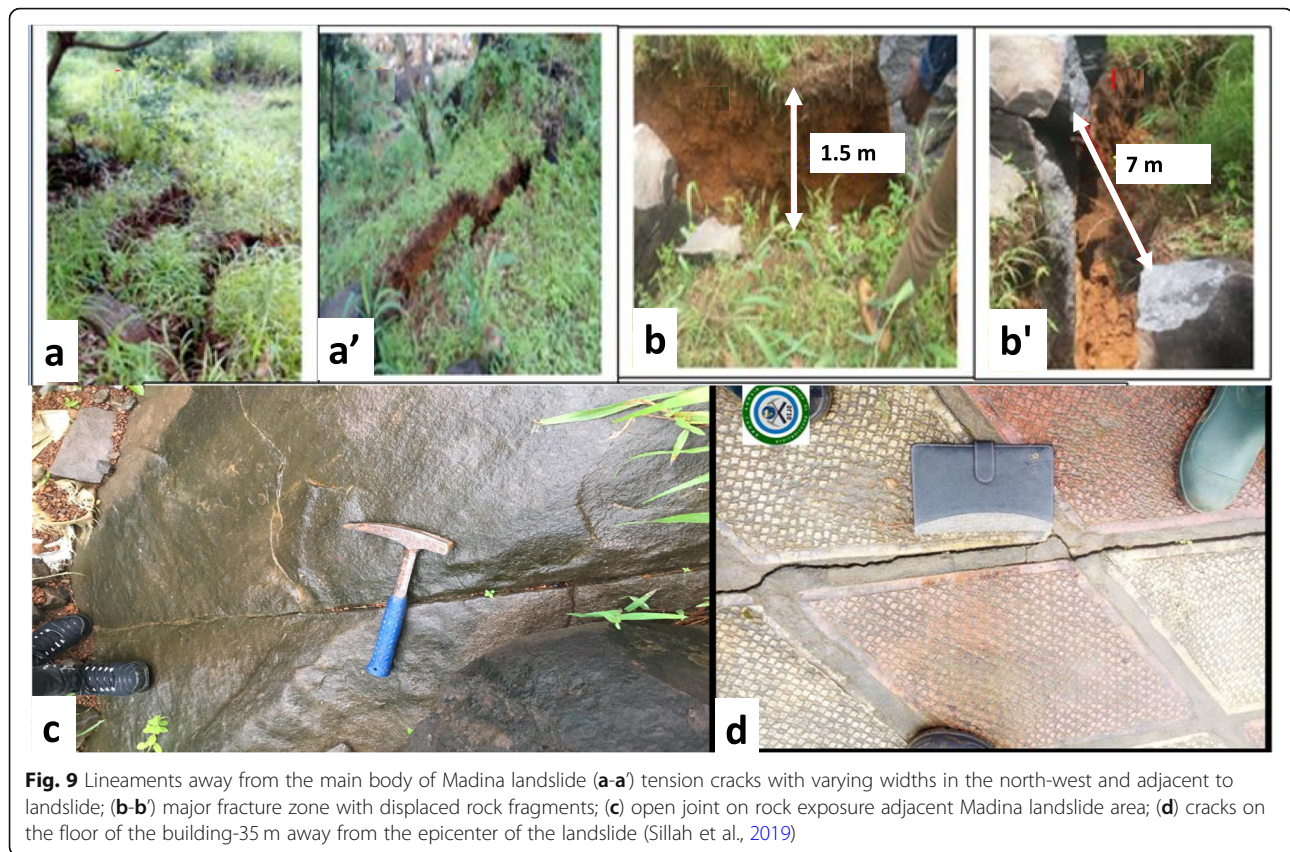 a
a’
b
1.5 m
b'
7 m
c
d
Fig. 9 Lineaments away from the main body of Madina landslide (a-a’) tension cracks with varying widths in the north-west and adjacent to
landslide; (b-b’) major fracture zone with displaced rock fragments; (c) open joint on rock exposure adjacent Madina landslide area; (d) cracks on
the floor of the building-35 m away from the epicenter of the landslide (Sillah et al., 2019)